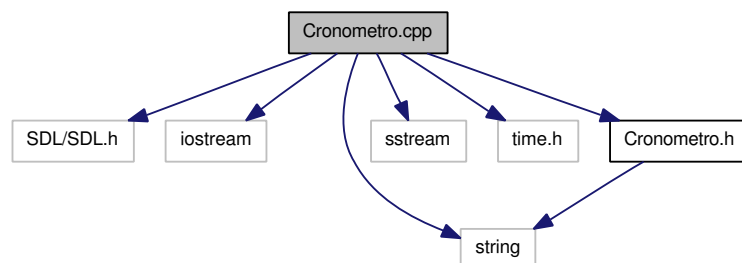 Cronometro.cpp
SDL/SDL.h
iostream
sstream
time.h
Cronometro.h
string